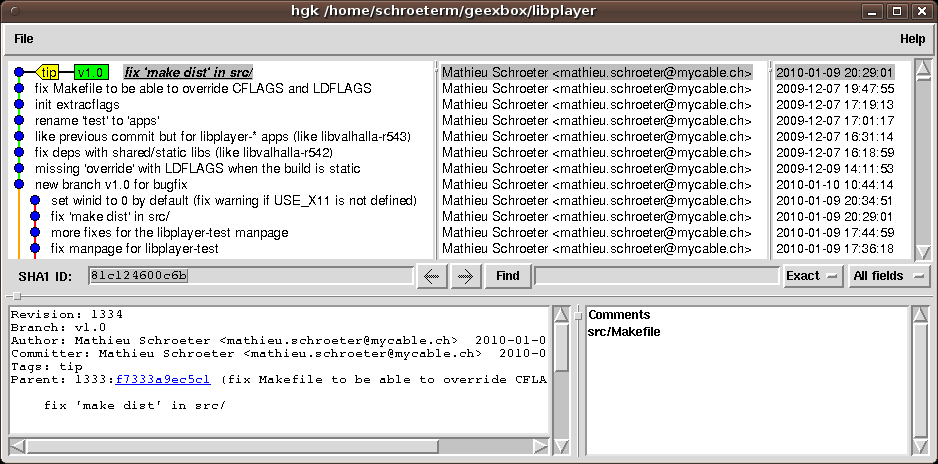 hgk /home/schroeterm/geexbox/libplayer
File Help
tip v1.0 fix 'make dist' in src/ Mathieu Schroeter <mathieu.schroeter@mycable.ch> 2010-01-09 20:29:01
fix Makefile to be able to override CFLAGS and LDFLAGS Mathieu Schroeter <mathieu.schroeter@mycable.ch> 2009-12-07 19:47:55
init extracflags Mathieu Schroeter <mathieu.schroeter@mycable.ch> 2009-12-07 17:19:13
rename 'test' to 'apps' Mathieu Schroeter <mathieu.schroeter@mycable.ch> 2009-12-07 17:01:17
like previous commit but for libplayer-* apps (like libvalhalla-r543) Mathieu Schroeter <mathieu.schroeter@mycable.ch> 2009-12-07 16:31:14
fix deps with shared/static libs (like libvalhalla-r542) Mathieu Schroeter <mathieu.schroeter@mycable.ch> 2009-12-07 16:18:59
missing 'override' with LDFLAGS when the build is static Mathieu Schroeter <mathieu.schroeter@mycable.ch> 2009-12-09 14:11:53
new branch v1.0 for bugfix Mathieu Schroeter <mathieu.schroeter@mycable.ch> 2010-01-10 10:44:14
set winid to 0 by default (fix warning if USE_X11 is not defined) Mathieu Schroeter <mathieu.schroeter@mycable.ch> 2010-01-09 20:34:51
fix 'make dist' in src/ Mathieu Schroeter <mathieu.schroeter@mycable.ch> 2010-01-09 20:29:01
more fixes for the libplayer-test manpage Mathieu Schroeter <mathieu.schroeter@mycable.ch> 2010-01-09 17:44:59
fix manpage for libplayer-test Mathieu Schroeter <mathieu.schroeter@mycable.ch> 2010-01-09 17:36:18
SHA1 ID: 81c124600c6b Find Exact All fields
Revision: 1334
Branch: v1.0
Author: Mathieu Schroeter <mathieu.schroeter@mycable.ch> 2010-01-0
Committer: Mathieu Schroeter <mathieu.schroeter@mycable.ch> 2010-0
Tags: tip
Parent: 1333:f7333a9ec5c1 (fix Makefile to be able to override CFLA
fix 'make dist' in src/
Comments
src/Makefile